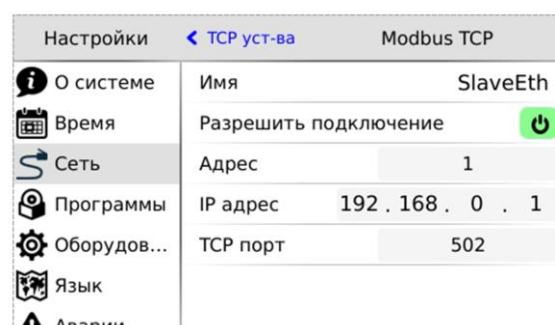 Настройки
TCP уст-ва
Modbus TCP
О системе
Время
Сеть
Программы
Оборудов...
Язык
Аварии
Имя
SlaveEth
Разрешить подключение
Адрес
1
IP адрес
192 . 168 . 0 . 1
TCP порт
502